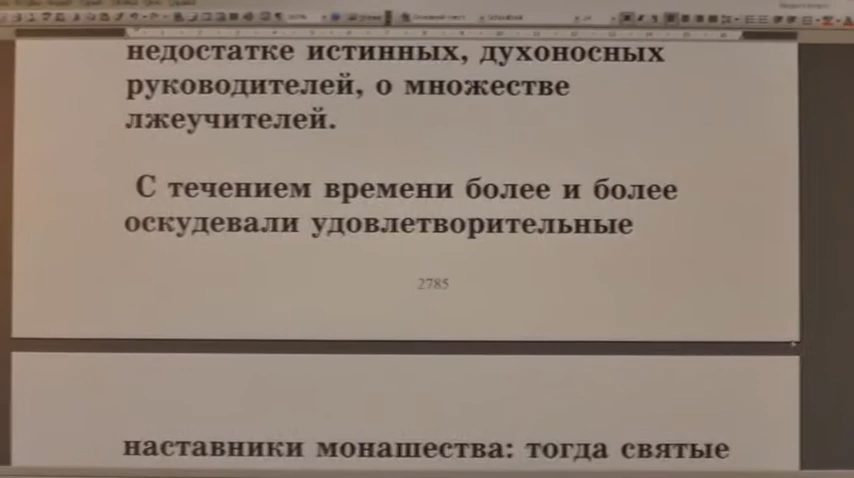 недостатке истинных, духоносных
руководителей, о множестве
лжеучителей.
С течением времени более и более
оскудевали удовлетворительные
2785
наставники монашества: тогда святые